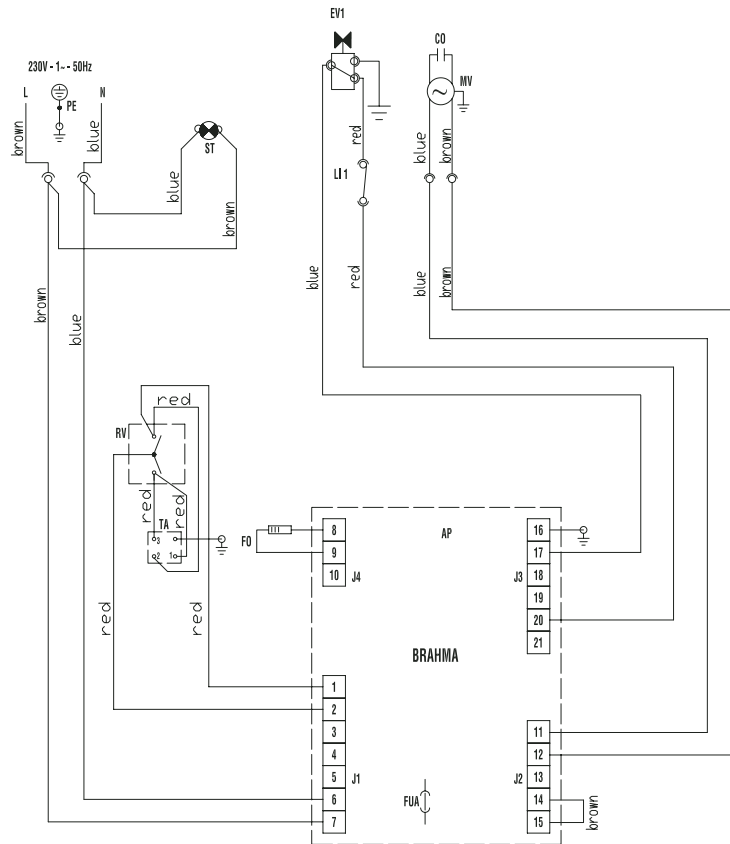 EV1
CO
230V - 1~ - 50Hz
L
PE
N
MV
brown
blue
ST
blue
brown
red
LI1
blue
brown
blue
red
blue
brown
brown
blue
red
RV
red
red
TA
3
2
1
red
red
FO
8
9
10
J4
AP
16
17
18
19
20
21
J3
BRAHMA
1
2
3
4
5
6
7
J1
FUA
11
12
13
14
15
J2
brown